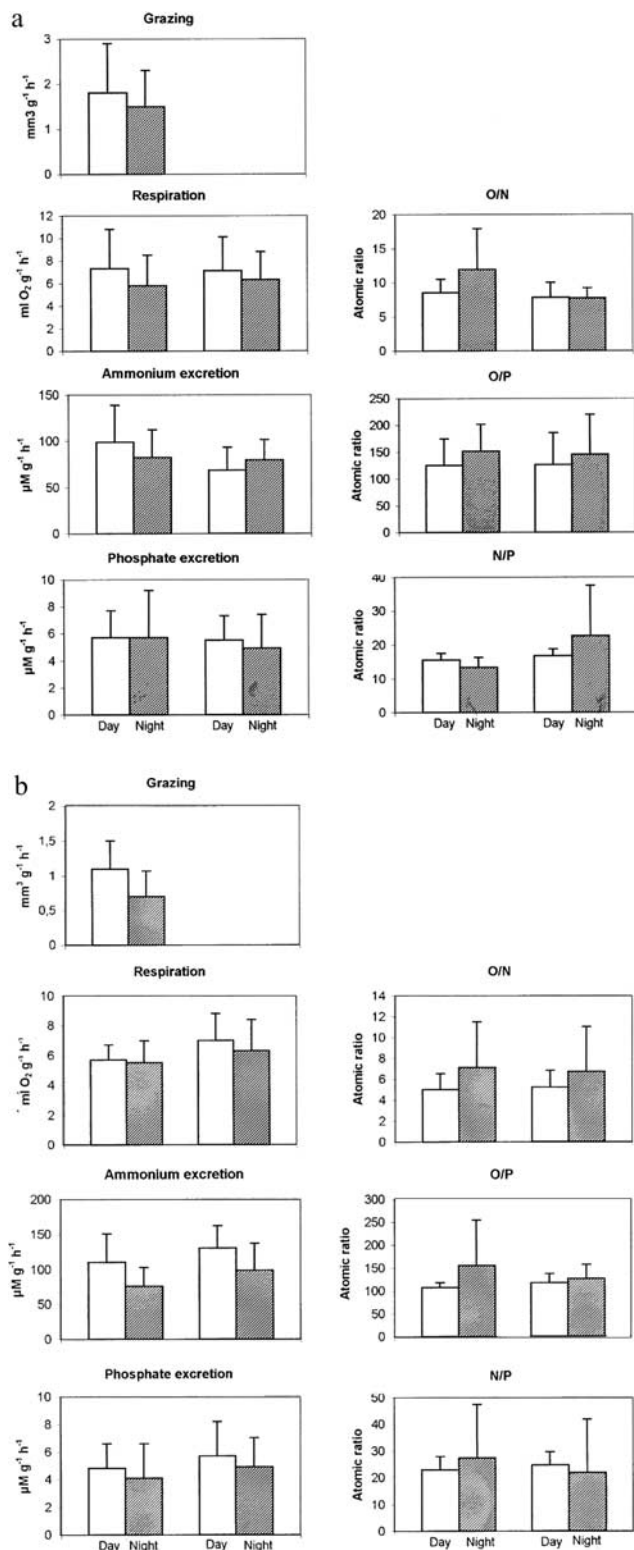 a
Grazing
mm3 g-1 h-1
3
2
1
0
Respiration
ml O2 g-1 h-1
12
10
8
6
4
2
0
O/N
Atomic ratio
20
15
10
5
0
Ammonium excretion
µM g-1 h-1
150
100
50
0
O/P
Atomic ratio
250
200
150
100
50
0
Phosphate excretion
µM g-1 h-1
10
8
6
4
2
0
Day Night Day Night
N/P
Atomic ratio
40
30
20
10
0
Day Night Day Night
b
Grazing
mm3 g-1 h-1
2
1,5
1
0,5
0
Respiration
ml O2 g-1 h-1
10
8
6
4
2
0
O/N
Atomic ratio
14
12
10
8
6
4
2
0
Ammonium excretion
µM g-1 h-1
200
150
100
50
0
O/P
Atomic ratio
300
250
200
150
100
50
0
Phosphate excretion
µM g-1 h-1
10
8
6
4
2
0
Day Night Day Night
N/P
Atomic ratio
50
40
30
20
10
0
Day Night Day Night